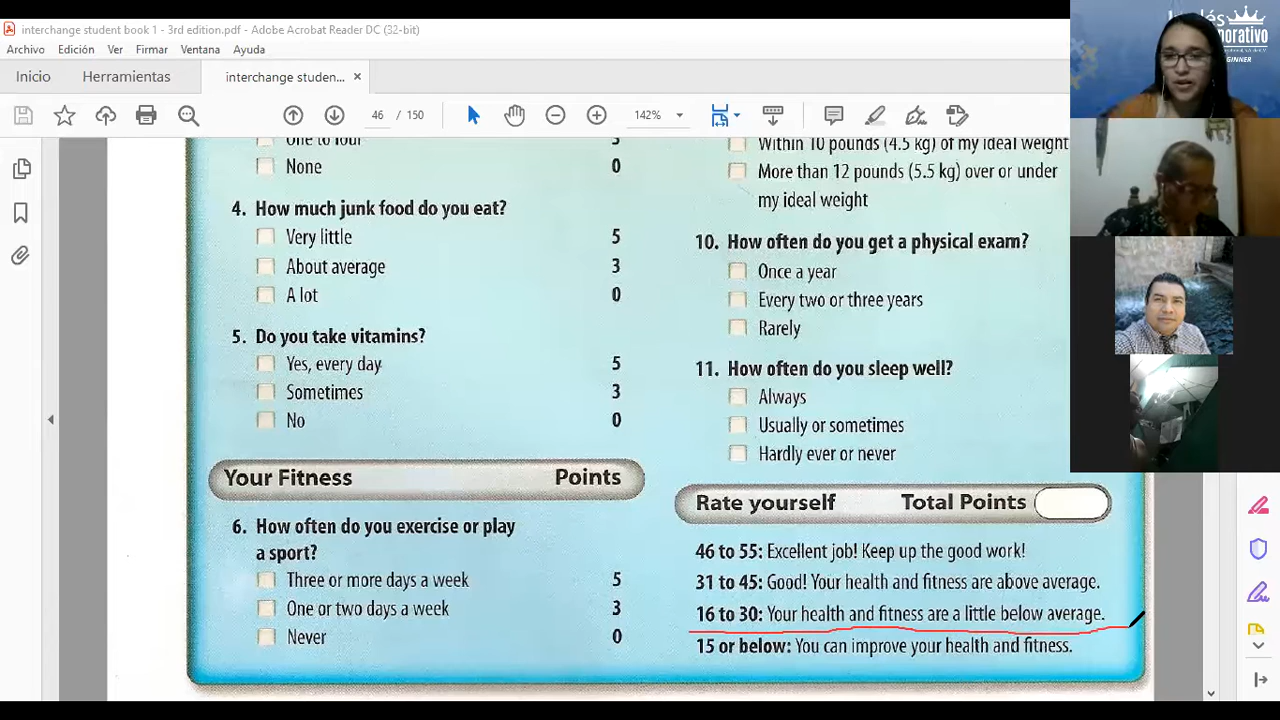 interchange student book 1 - 3rd edition.pdf - Adobe Acrobat Reader DC (32-bit)
Archivo Edición Ver Firmar Ventana Ayuda
Inicio Herramientas interchange studen... ×
46 / 150 142%
One to four 3
None 0
4. How much junk food do you eat?
Very little 5
About average 3
A lot 0
5. Do you take vitamins?
Yes, every day 5
Sometimes 3
No 0
Your Fitness Points
6. How often do you exercise or play
a sport?
Three or more days a week 5
One or two days a week 3
Never 0
Within 10 pounds (4.5 kg) of my ideal weight
More than 12 pounds (5.5 kg) over or under
my ideal weight
10. How often do you get a physical exam?
Once a year
Every two or three years
Rarely
11. How often do you sleep well?
Always
Usually or sometimes
Hardly ever or never
Rate yourself Total Points
46 to 55: Excellent job! Keep up the good work!
31 to 45: Good! Your health and fitness are above average.
16 to 30: Your health and fitness are a little below average.
15 or below: You can improve your health and fitness.